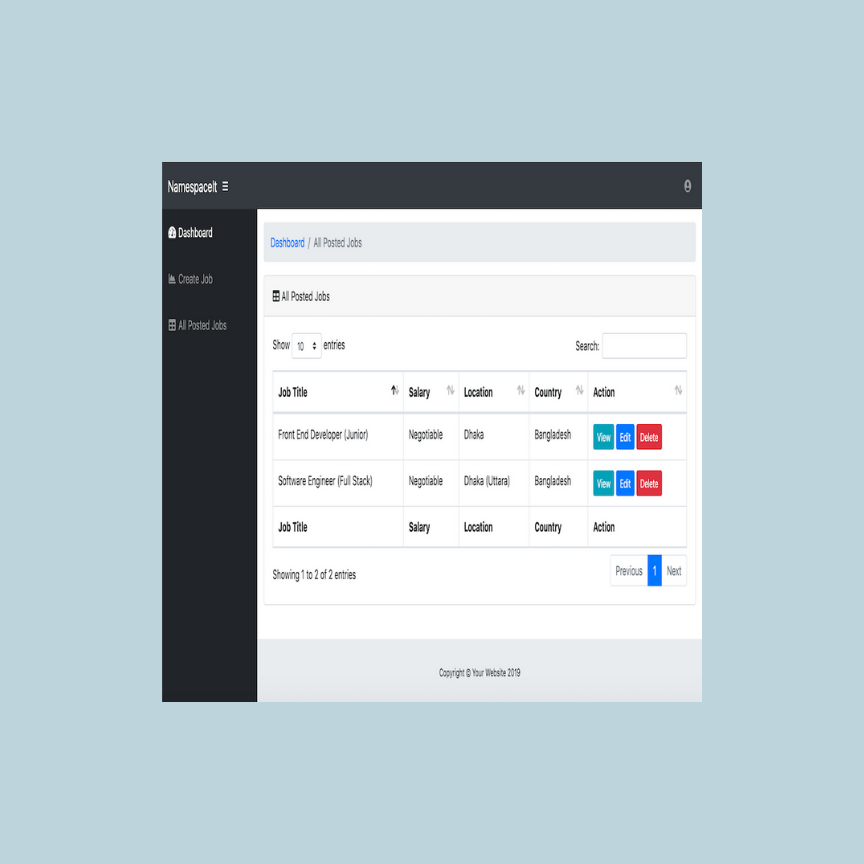 NamespaceIt
Dashboard
Create Job
All Posted Jobs
Dashboard / All Posted Jobs
All Posted Jobs
Show 10 entries Search:
Job Title Salary Location Country Action
Front End Developer (Junior) Negotiable Dhaka Bangladesh View Edit Delete
Software Engineer (Full Stack) Negotiable Dhaka (Uttara) Bangladesh View Edit Delete
Job Title Salary Location Country Action
Showing 1 to 2 of 2 entries Previous 1 Next
Copyright © Your Website 2019